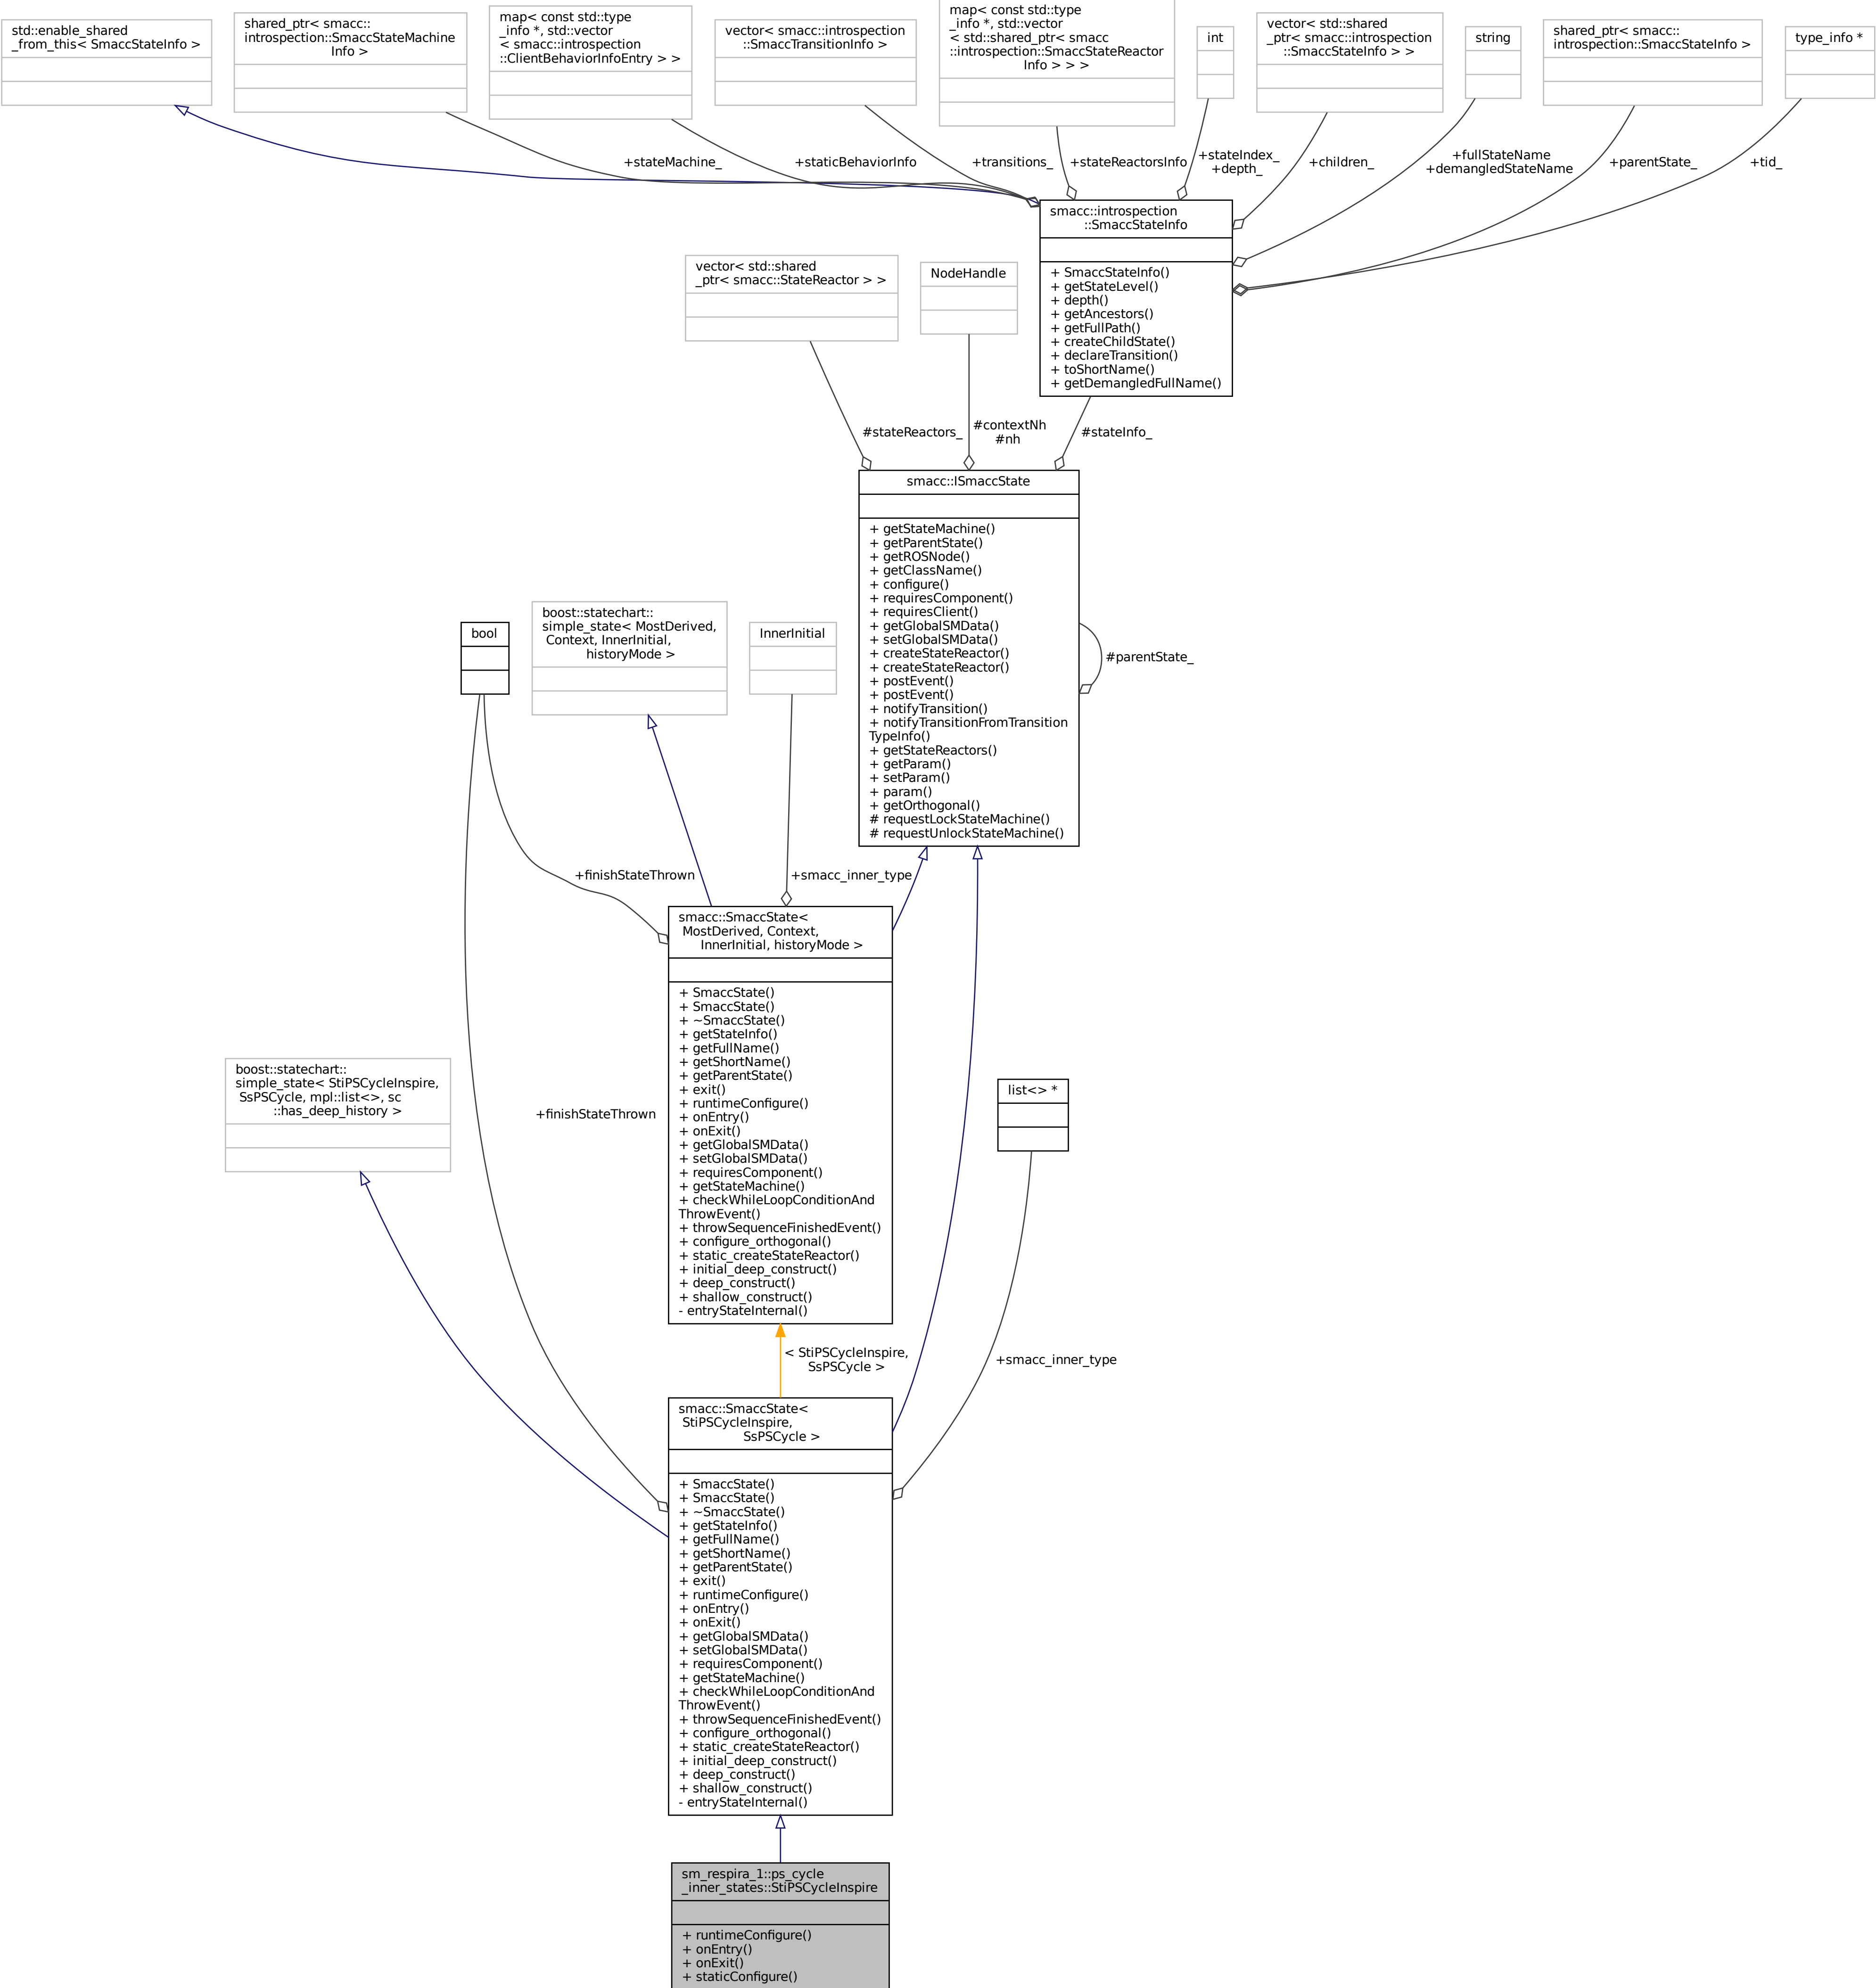 std::enable_shared
_from_this< SmaccStateInfo >
shared_ptr< smacc::
introspection::SmaccStateMachine
Info >
map< const std::type
_info *, std::vector
< smacc::introspection
::ClientBehaviorInfoEntry > >
vector< smacc::introspection
::SmaccTransitionInfo >
map< const std::type
_info *, std::vector
< std::shared_ptr< smacc
::introspection::SmaccStateReactor
Info > > >
int
vector< std::shared
_ptr< smacc::introspection
::SmaccStateInfo > >
string
shared_ptr< smacc::
introspection::SmaccStateInfo >
type_info *
+stateMachine_
+staticBehaviorInfo
+transitions_
+stateReactorsInfo
+stateIndex_
+depth_
+children_
+fullStateName
+demangledStateName
+parentState_
+tid_
smacc::introspection
::SmaccStateInfo
+ SmaccStateInfo()
+ getStateLevel()
+ depth()
+ getAncestors()
+ getFullPath()
+ createChildState()
+ declareTransition()
+ toShortName()
+ getDemangledFullName()
vector< std::shared
_ptr< smacc::StateReactor > >
NodeHandle
#stateReactors_
#contextNh
#nh
#stateInfo_
smacc::ISmaccState
+ getStateMachine()
+ getParentState()
+ getROSNode()
+ getClassName()
+ configure()
+ requiresComponent()
+ requiresClient()
+ getGlobalSMData()
+ setGlobalSMData()
+ createStateReactor()
+ createStateReactor()
+ postEvent()
+ postEvent()
+ notifyTransition()
+ notifyTransitionFromTransition
TypeInfo()
+ getStateReactors()
+ getParam()
+ setParam()
+ param()
+ getOrthogonal()
# requestLockStateMachine()
# requestUnlockStateMachine()
#parentState_
bool
boost::statechart::
simple_state< MostDerived,
Context, InnerInitial,
historyMode >
InnerInitial
+finishStateThrown
+smacc_inner_type
smacc::SmaccState<
MostDerived, Context,
InnerInitial, historyMode >
+ SmaccState()
+ SmaccState()
+ ~SmaccState()
+ getStateInfo()
+ getFullName()
+ getShortName()
+ getParentState()
+ exit()
+ runtimeConfigure()
+ onEntry()
+ onExit()
+ getGlobalSMData()
+ setGlobalSMData()
+ requiresComponent()
+ getStateMachine()
+ checkWhileLoopConditionAnd
ThrowEvent()
+ throwSequenceFinishedEvent()
+ configure_orthogonal()
+ static_createStateReactor()
+ initial_deep_construct()
+ deep_construct()
+ shallow_construct()
- entryStateInternal()
boost::statechart::
simple_state< StiPSCycleInspire,
SsPSCycle, mpl::list<>, sc
::has_deep_history >
+finishStateThrown
list<> *
< StiPSCycleInspire,
SsPSCycle >
+smacc_inner_type
smacc::SmaccState<
StiPSCycleInspire,
SsPSCycle >
+ SmaccState()
+ SmaccState()
+ ~SmaccState()
+ getStateInfo()
+ getFullName()
+ getShortName()
+ getParentState()
+ exit()
+ runtimeConfigure()
+ onEntry()
+ onExit()
+ getGlobalSMData()
+ setGlobalSMData()
+ requiresComponent()
+ getStateMachine()
+ checkWhileLoopConditionAnd
ThrowEvent()
+ throwSequenceFinishedEvent()
+ configure_orthogonal()
+ static_createStateReactor()
+ initial_deep_construct()
+ deep_construct()
+ shallow_construct()
- entryStateInternal()
sm_respira_1::ps_cycle
_inner_states::StiPSCycleInspire
+ runtimeConfigure()
+ onEntry()
+ onExit()
+ staticConfigure()